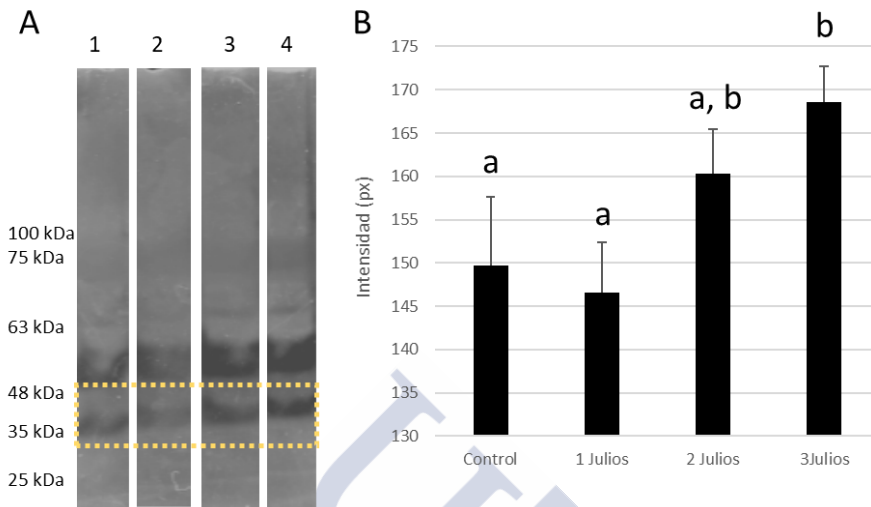 A
1 2 3 4
100 kDa
75 kDa
63 kDa
48 kDa
35 kDa
25 kDa
B
Intensidad (px)
175
170
165
160
155
150
145
140
135
130
a
a
a, b
b
Control 1 Julios 2 Julios 3Julios